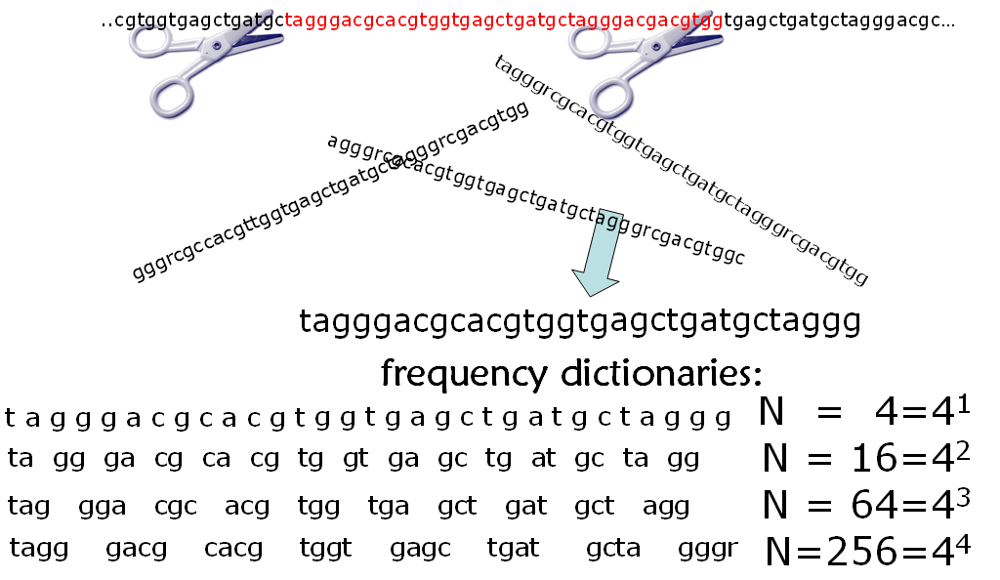 ..cgtggtgagctgatgctagggacgcacgtggtgagctgatgctagggacgacgtggtgagctgatgctagggacgc...
tagggrcgcacgtggtgagctgatgctagggrcgacgtgg
gggrcgccacgttggtgagctgatgctagggrcgacgtgg
agggrcgcacgtggtgagctgatgctagggrcgacgtggc
tagggacgcacgtggtgagctgatgctaggg
frequency dictionaries:
t a g g g a c g c a c g t g g t g a g c t g a t g c t a g g g N = 4=4¹
ta gg ga cg ca cg tg gt ga gc tg at gc ta gg N = 16=4²
tag gga cgc acg tgg tga gct gat gct agg N = 64=4³
tagg gacg cacg tggt gagc tgat gcta gggr N=256=4⁴